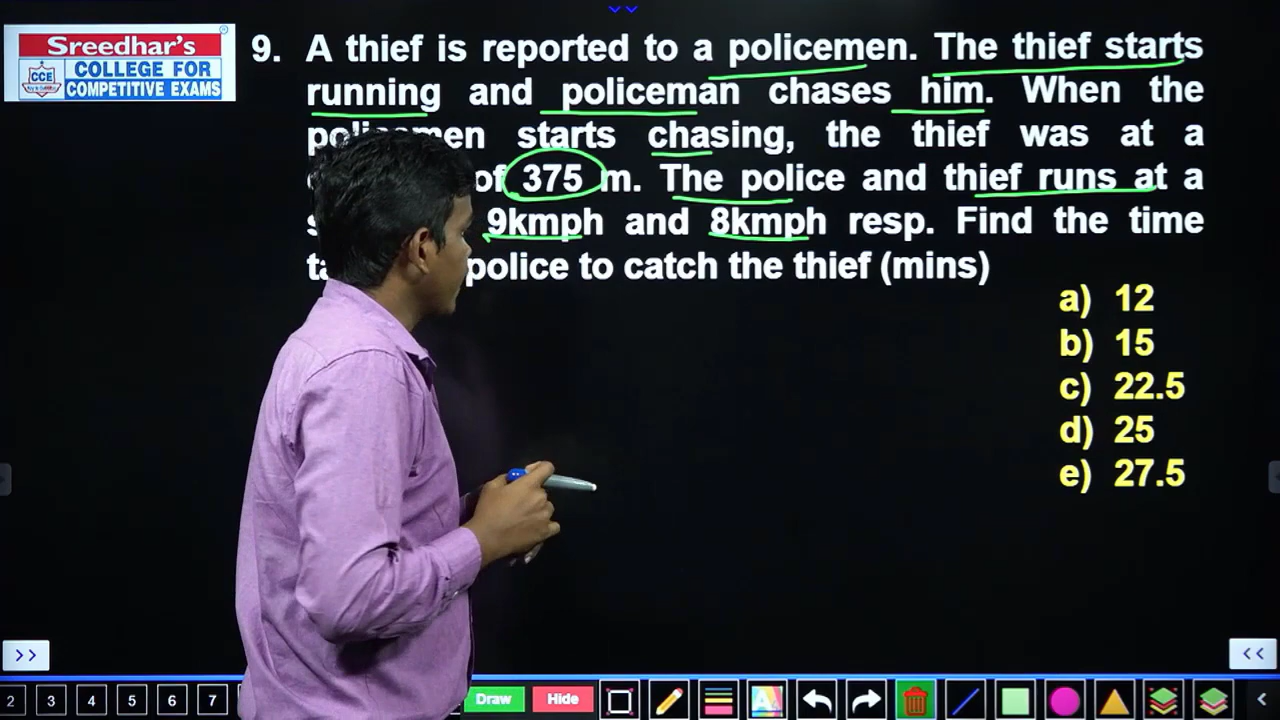 Sreedhar's
CCE
COLLEGE FOR
COMPETITIVE EXAMS
9. A thief is reported to a policemen. The thief starts
running and policeman chases him. When the
policemen starts chasing, the thief was at a
of 375 m. The police and thief runs at a
9kmph and 8kmph resp. Find the time
police to catch the thief (mins)
a) 12
b) 15
c) 22.5
d) 25
e) 27.5
>>
<<
2 3 4 5 6 7 Draw Hide